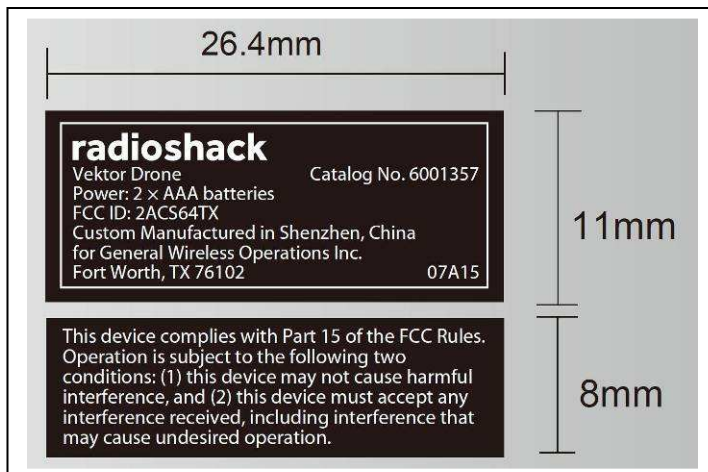 26.4mm
radioshack
Vektor Drone Catalog No. 6001357
Power: 2 × AAA batteries
FCC ID: 2ACS64TX
Custom Manufactured in Shenzhen, China
for General Wireless Operations Inc.
Fort Worth, TX 76102 07A15
11mm
This device complies with Part 15 of the FCC Rules.
Operation is subject to the following two
conditions: (1) this device may not cause harmful
interference, and (2) this device must accept any
interference received, including interference that
may cause undesired operation.
8mm